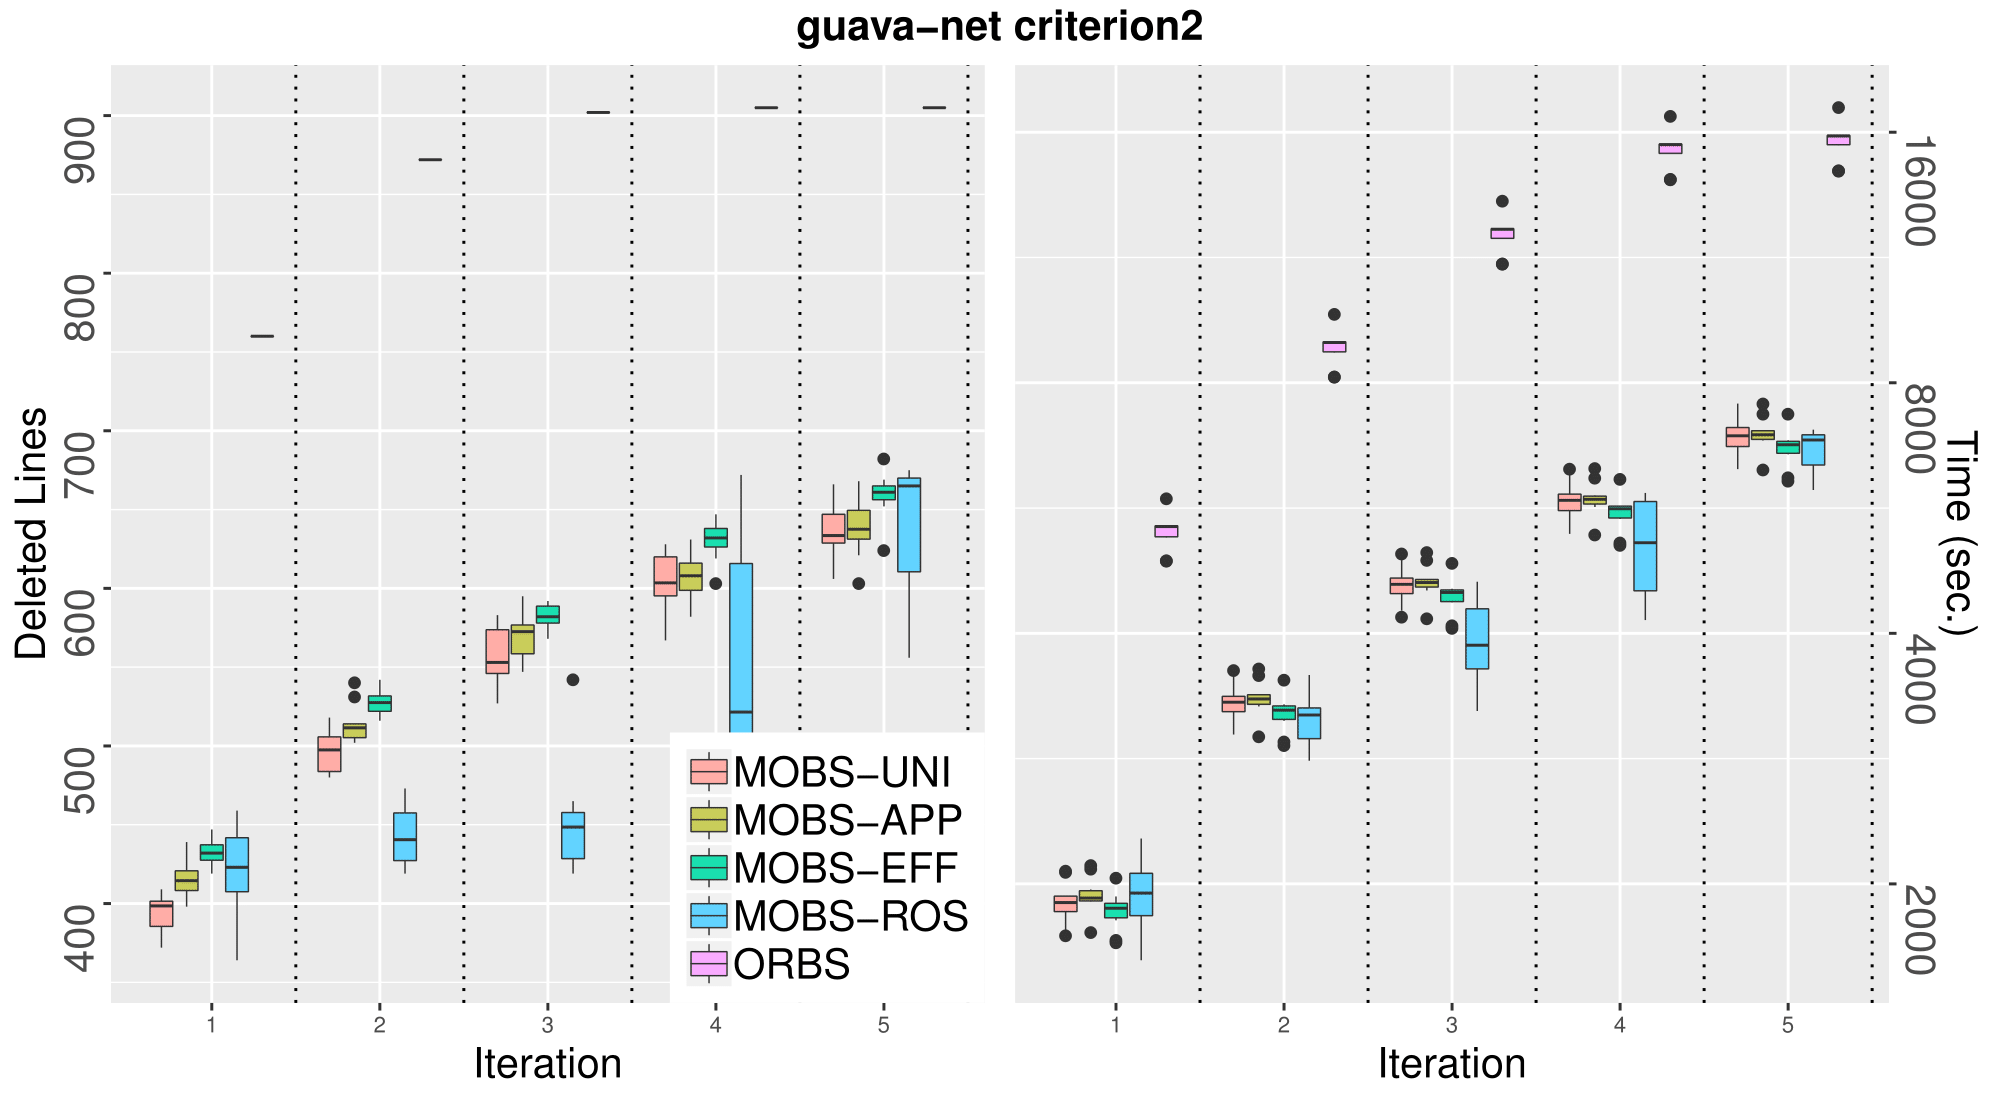 guava−net criterion2
Deleted Lines
900
800
700
600
500
400
1
2
3
4
5
Iteration
MOBS−UNI
MOBS−APP
MOBS−EFF
MOBS−ROS
ORBS
16000
8000
4000
2000
Time (sec.)
1
2
3
4
5
Iteration